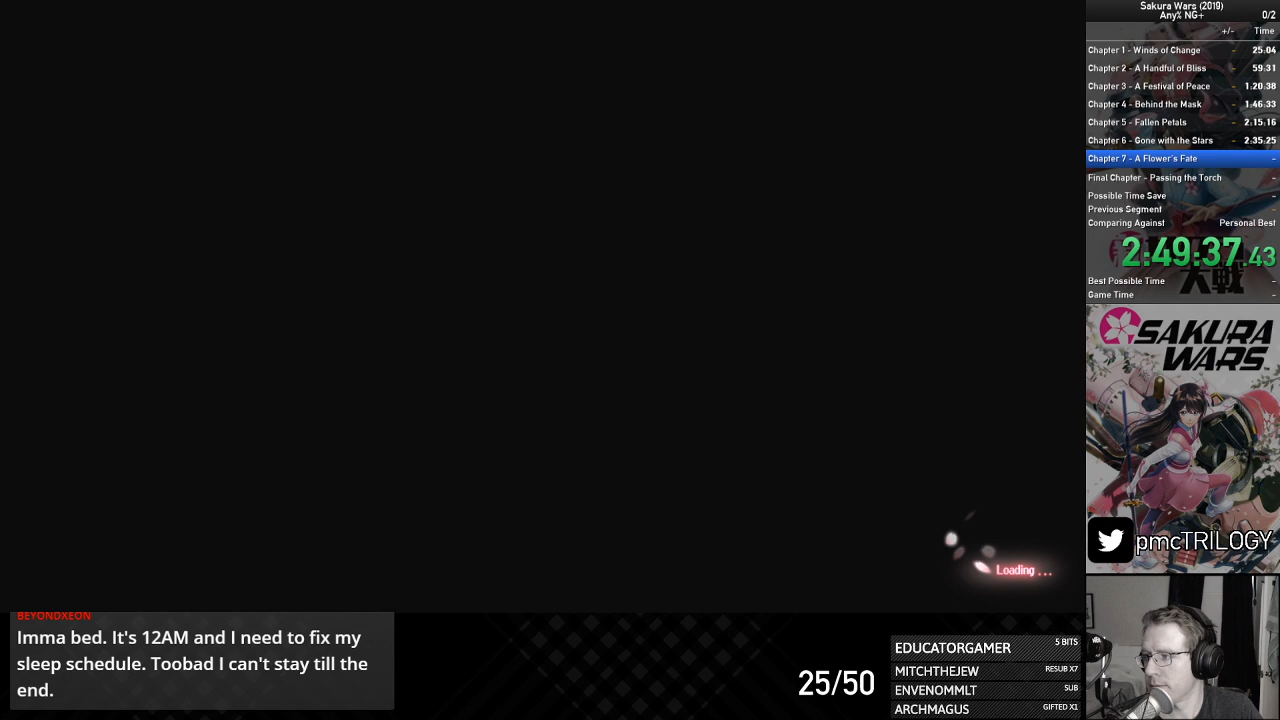 Sakura Wars (2019)
Any% NG+ 0/2
+/- Time
Chapter 1 - Winds of Change - 25:04
Chapter 2 - A Handful of Bliss - 59:31
Chapter 3 - A Festival of Peace - 1:20:38
Chapter 4 - Behind the Mask - 1:46:33
Chapter 5 - Fallen Petals - 2:15:16
Chapter 6 - Gone with the Stars - 2:35:25
Chapter 7 - A Flower's Fate -
Final Chapter - Passing the Torch -
Possible Time Save -
Previous Segment -
Comparing Against Personal Best
2:49:37.43
大戦
Best Possible Time -
Game Time -
SAKURA
WARS
pmcTRILOGY
Loading ...
BEYONDXEON
Imma bed. It's 12AM and I need to fix my
sleep schedule. Toobad I can't stay till the
end.
25/50
EDUCATORGAMER 5 BITS
MITCHTHEJEW RESUB X7
ENVENOMMLT SUB
ARCHMAGUS GIFTED X1